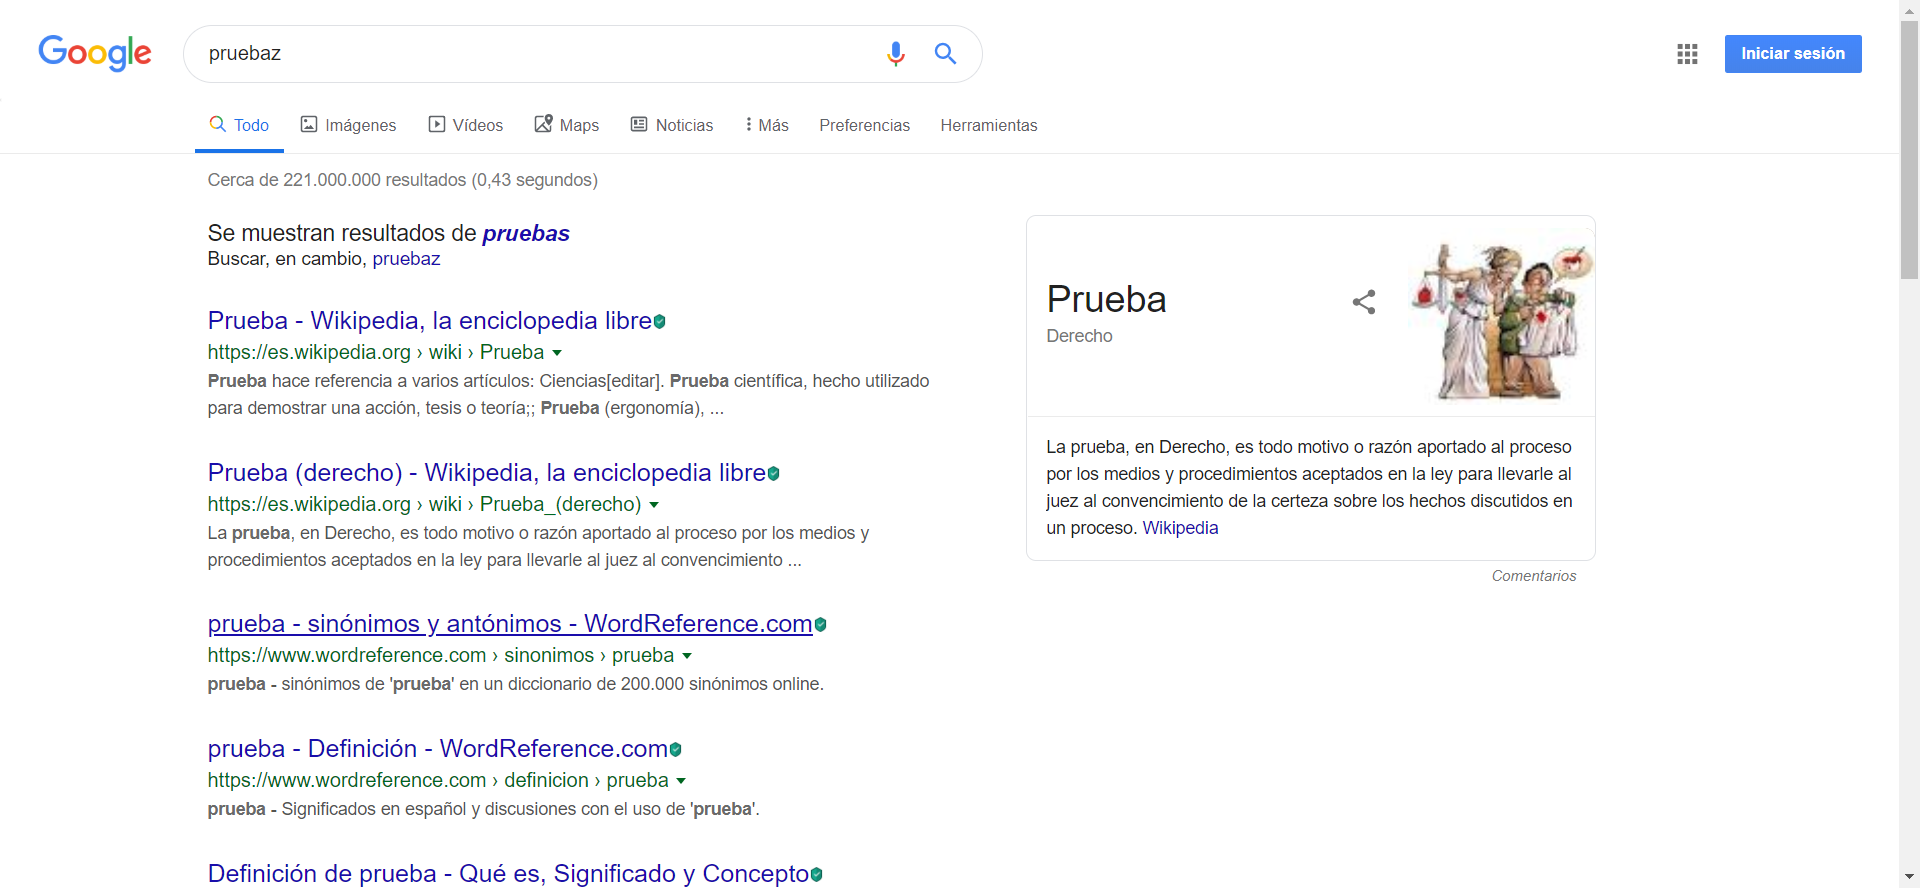 Google
pruebaz
Iniciar sesión
Todo Imágenes Vídeos Maps Noticias Más Preferencias Herramientas
Cerca de 221.000.000 resultados (0,43 segundos)
Se muestran resultados de pruebas
Buscar, en cambio, pruebaz
Prueba - Wikipedia, la enciclopedia libre
https://es.wikipedia.org › wiki › Prueba
Prueba hace referencia a varios artículos: Ciencias[editar]. Prueba científica, hecho utilizado
para demostrar una acción, tesis o teoría;; Prueba (ergonomía), ...
Prueba (derecho) - Wikipedia, la enciclopedia libre
https://es.wikipedia.org › wiki › Prueba_(derecho)
La prueba, en Derecho, es todo motivo o razón aportado al proceso por los medios y
procedimientos aceptados en la ley para llevarle al juez al convencimiento ...
prueba - sinónimos y antónimos - WordReference.com
https://www.wordreference.com › sinonimos › prueba
prueba - sinónimos de 'prueba' en un diccionario de 200.000 sinónimos online.
prueba - Definición - WordReference.com
https://www.wordreference.com › definicion › prueba
prueba - Significados en español y discusiones con el uso de 'prueba'.
Definición de prueba - Qué es, Significado y Concepto
Prueba
Derecho
La prueba, en Derecho, es todo motivo o razón aportado al proceso
por los medios y procedimientos aceptados en la ley para llevarle al
juez al convencimiento de la certeza sobre los hechos discutidos en
un proceso. Wikipedia
Comentarios